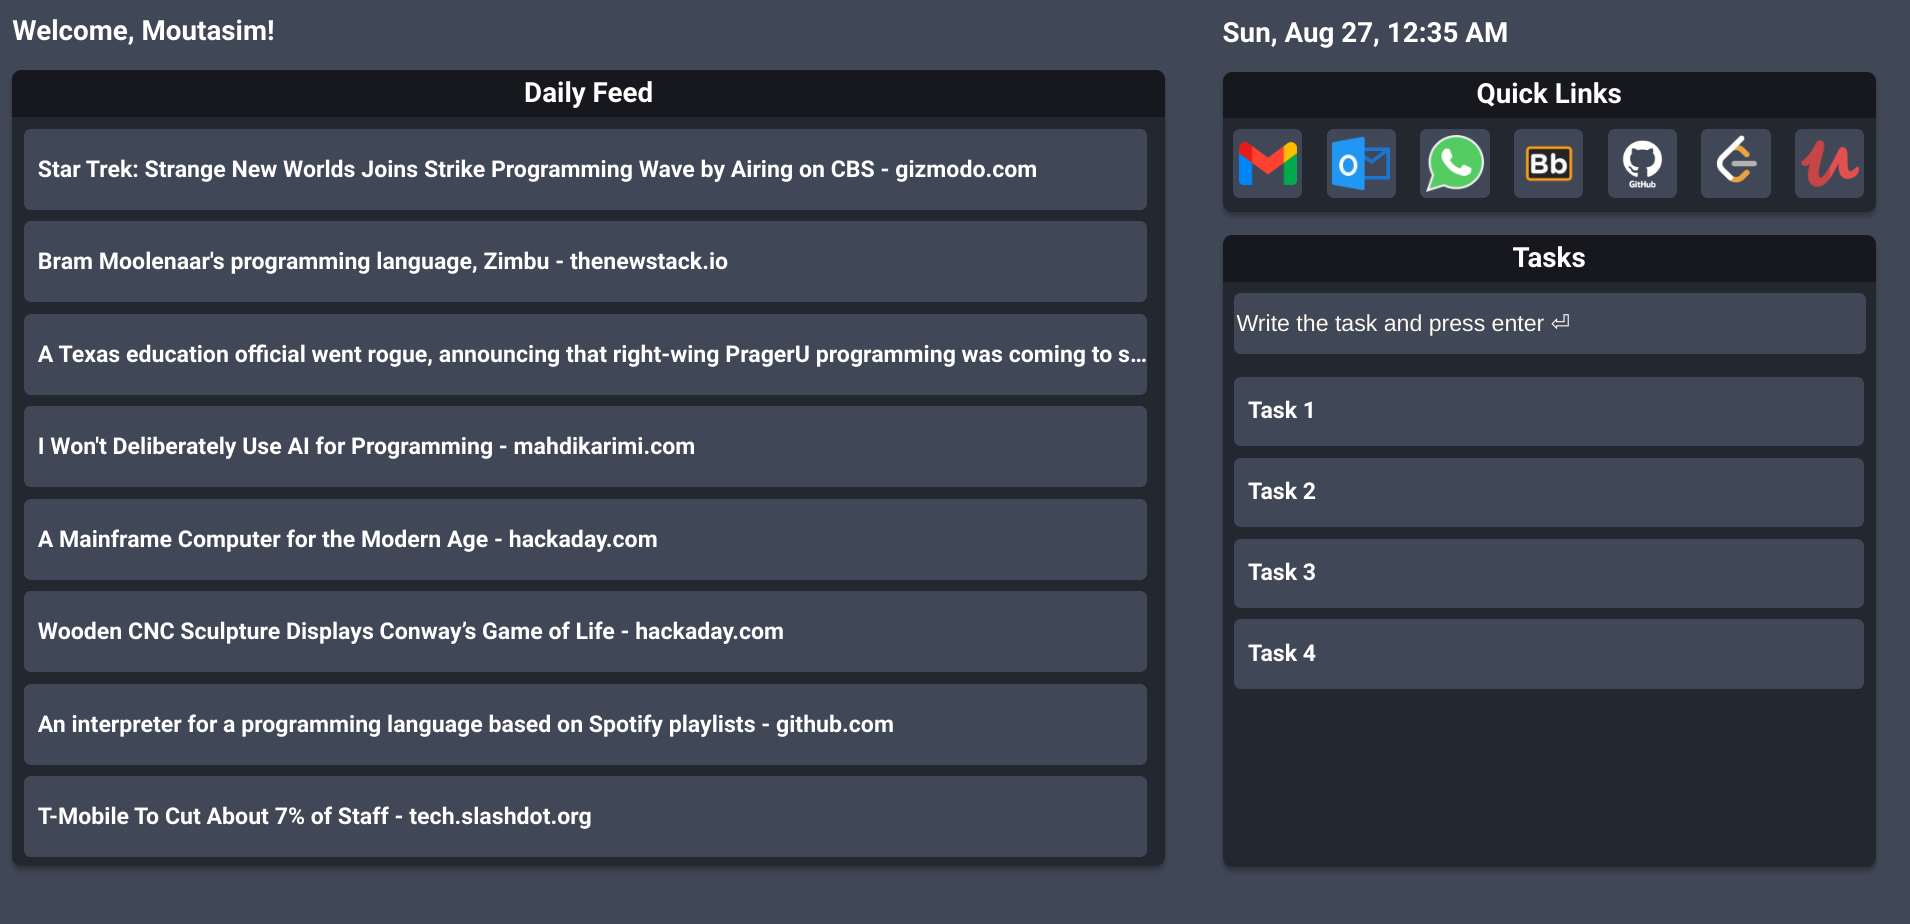 Welcome, Moutasim!
Daily Feed
Star Trek: Strange New Worlds Joins Strike Programming Wave by Airing on CBS - gizmodo.com
Bram Moolenaar's programming language, Zimbu - thenewstack.io
A Texas education official went rogue, announcing that right-wing PragerU programming was coming to s...
I Won't Deliberately Use AI for Programming - mahdikarimi.com
A Mainframe Computer for the Modern Age - hackaday.com
Wooden CNC Sculpture Displays Conway’s Game of Life - hackaday.com
An interpreter for a programming language based on Spotify playlists - github.com
T-Mobile To Cut About 7% of Staff - tech.slashdot.org
Sun, Aug 27, 12:35 AM
Quick Links
O
Bb
GitHub
Tasks
Write the task and press enter ⏎
Task 1
Task 2
Task 3
Task 4